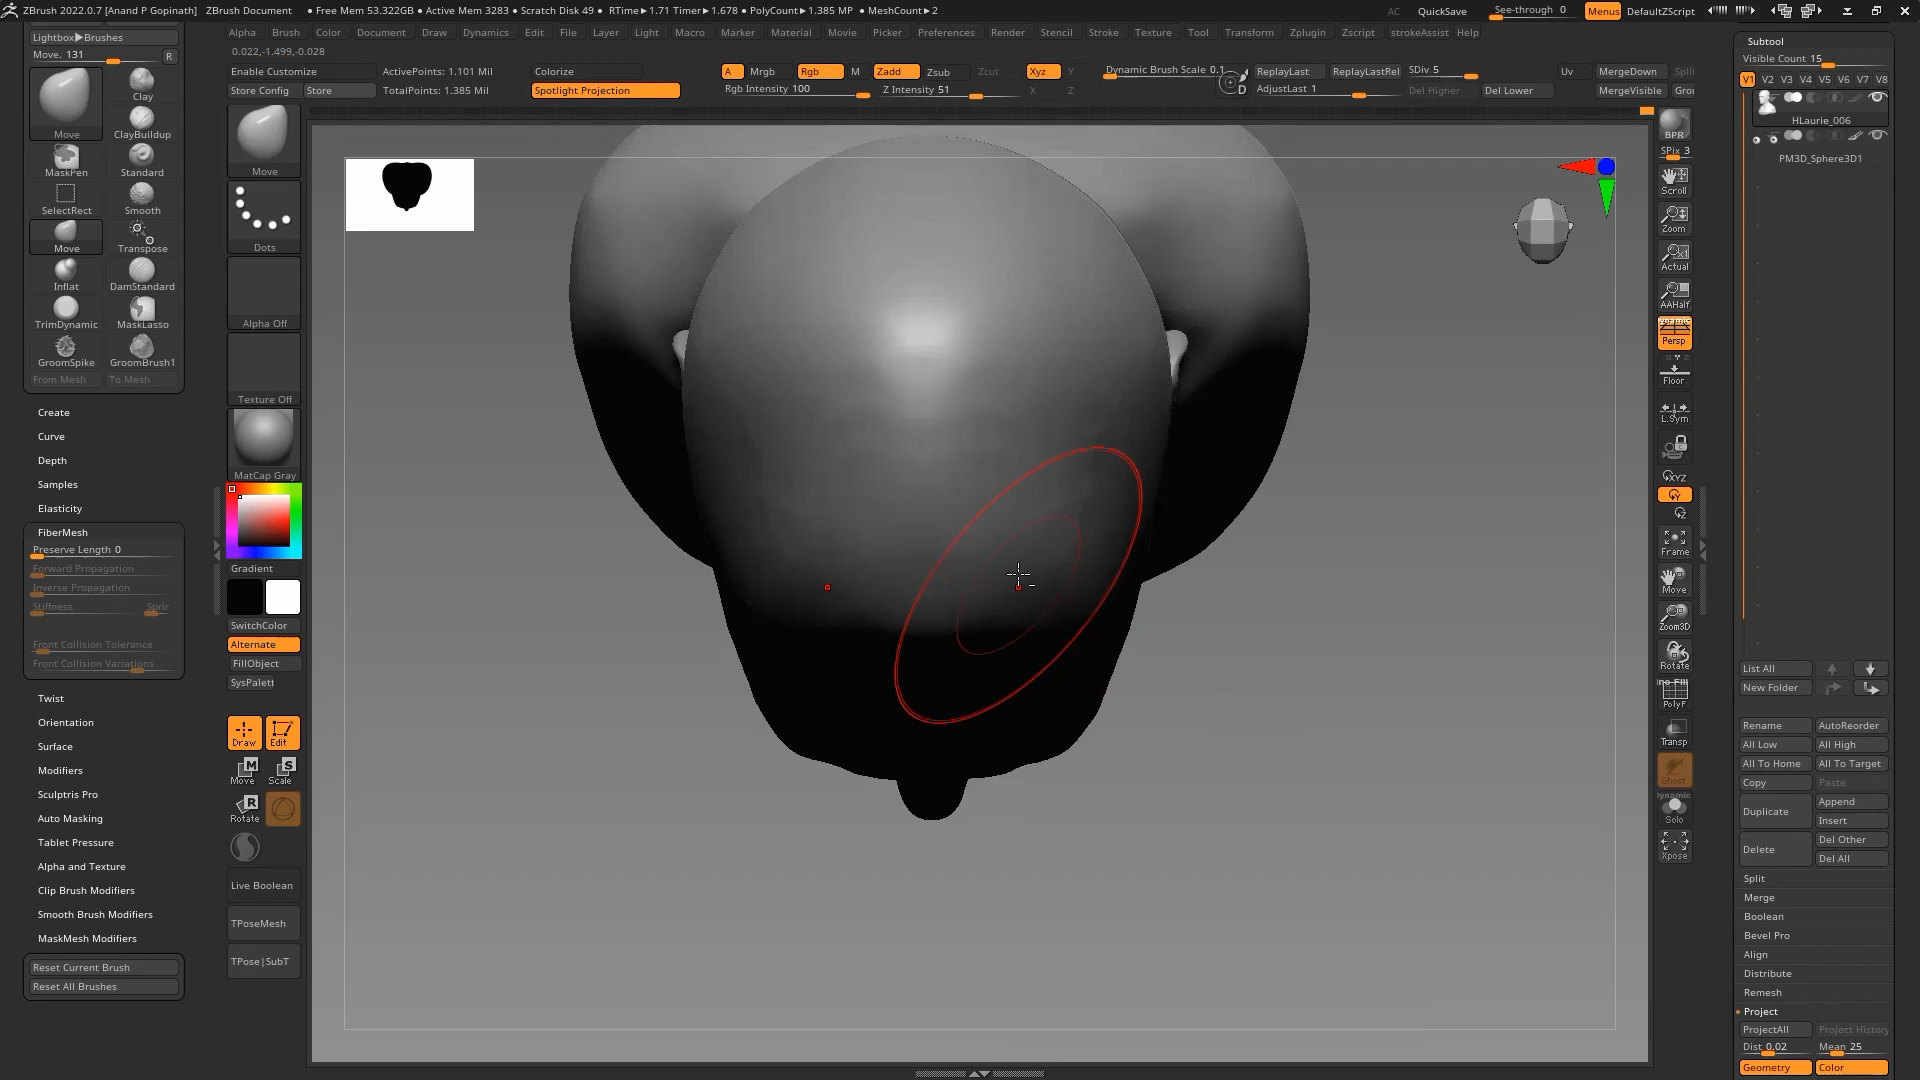 ZBrush 2022.0.7 [Anand P Gopinath]   ZBrush Document   • Free Mem 53.322GB • Active Mem 3283 • Scratch Disk 49 •   RTime►1.71 Timer►1.678 • PolyCount►1.385 MP   • MeshCount►2   AC   QuickSave   See-through 0   Menus   DefaultZScript
Alpha   Brush   Color   Document   Draw   Dynamics   Edit   File   Layer   Light   Macro   Marker   Material   Movie   Picker   Preferences   Render   Stencil   Stroke   Texture   Tool   Transform   Zplugin   Zscript   strokeAssist   Help
0.022,-1.499,-0.028
Enable Customize   ActivePoints: 1.101 Mil   Colorize   A   Mrgb   Rgb   M   Zadd   Zsub   Zcut   Xyz   Y   Dynamic Brush Scale 0.1   ReplayLast   ReplayLastRel   SDiv 5   Uv   MergeDown   Split
Store Config   Store   TotalPoints: 1.385 Mil   Spotlight Projection   Rgb Intensity 100   Z Intensity 51   X   Z   D   AdjustLast 1   Del Higher   Del Lower   MergeVisible   Grou
Lightbox►Brushes
Move. 131   R
Move   Clay
ClayBuildup
MaskPen   Standard
SelectRect   Smooth
Move   Transpose
Inflat   DamStandard
TrimDynamic   MaskLasso
GroomSpike   GroomBrush1
From Mesh   To Mesh
Create
Curve
Depth
Samples
Elasticity
FiberMesh
Preserve Length 0
Forward Propagation
Inverse Propagation
Stiffness   Sprir
Front Collision Tolerance
Front Collision Variations
Twist
Orientation
Surface
Modifiers
Sculptris Pro
Auto Masking
Tablet Pressure
Alpha and Texture
Clip Brush Modifiers
Smooth Brush Modifiers
MaskMesh Modifiers
Reset Current Brush
Reset All Brushes
Move
Dots
Alpha Off
Texture Off
MatCap Gray
Gradient
SwitchColor
Alternate
FillObject
SysPalett
Draw   Edit
M   S
Move   Scale
R
Rotate
Live Boolean
TPoseMesh
TPose|SubT
BPR
SPix 3
Scroll
Zoom
Actual
AAHalf
Dynamic
Persp
Floor
L.Sym
XYZ
Y
Z
Frame
Move
Zoom3D
Rotate
PolyF
Transp
Ghost
Dynamic
Solo
Xpose
Subtool
Visible Count 15
V1   V2   V3   V4   V5   V6   V7   V8
HLaurie_006
PM3D_Sphere3D1
List All
New Folder
Rename   AutoReorder
All Low   All High
All To Home   All To Target
Copy   Paste
Duplicate   Append
Insert
Delete   Del Other
Del All
Split
Merge
Boolean
Bevel Pro
Align
Distribute
Remesh
Project
ProjectAll   Project History
Dist 0.02   Mean 25
Geometry   Color